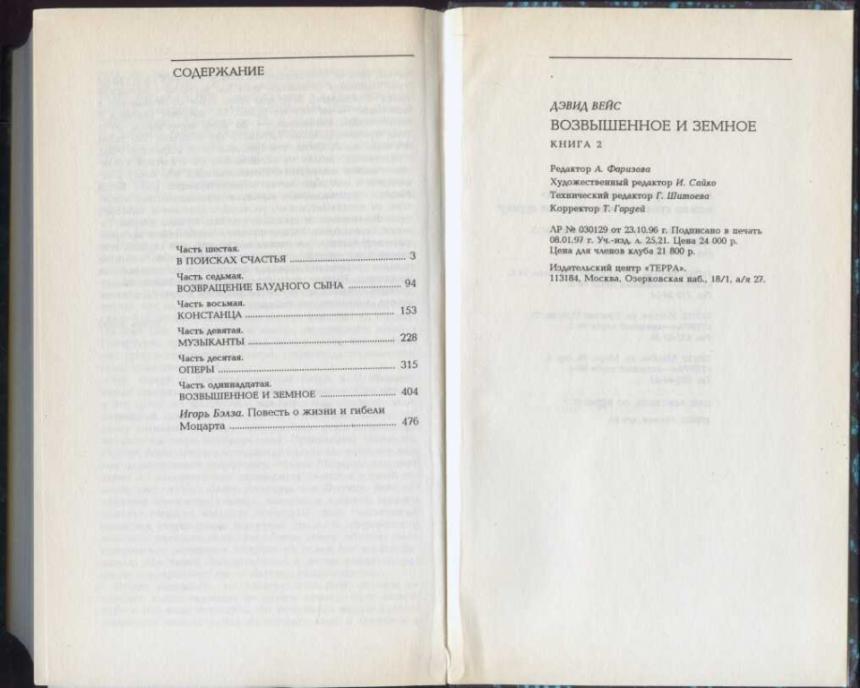 СОДЕРЖАНИЕ
Часть шестая.
В ПОИСКАХ СЧАСТЬЯ ........ 3
Часть седьмая.
ВОЗВРАЩЕНИЕ БЛУДНОГО СЫНА ........ 94
Часть восьмая.
КОНСТАНЦА ........ 153
Часть девятая.
МУЗЫКАНТЫ ........ 228
Часть десятая.
ОПЕРЫ ........ 315
Часть одиннадцатая.
ВОЗВЫШЕННОЕ И ЗЕМНОЕ ........ 404
Игорь Бэлза. Повесть о жизни и гибели
Моцарта ........ 476
ДЭВИД ВЕЙС
ВОЗВЫШЕННОЕ И ЗЕМНОЕ
КНИГА 2
Редактор А. Фаризова
Художественный редактор И. Сайко
Технический редактор Г. Шитоева
Корректор Т. Гордей
ЛР № 030129 от 23.10.96 г. Подписано в печать
08.01.97 г. Уч.-изд. л. 25,21. Цена 24 000 р.
Цена для членов клуба 21 800 р.
Издательский центр «ТЕРРА».
113184, Москва, Озерковская наб., 18/1, а/я 27.